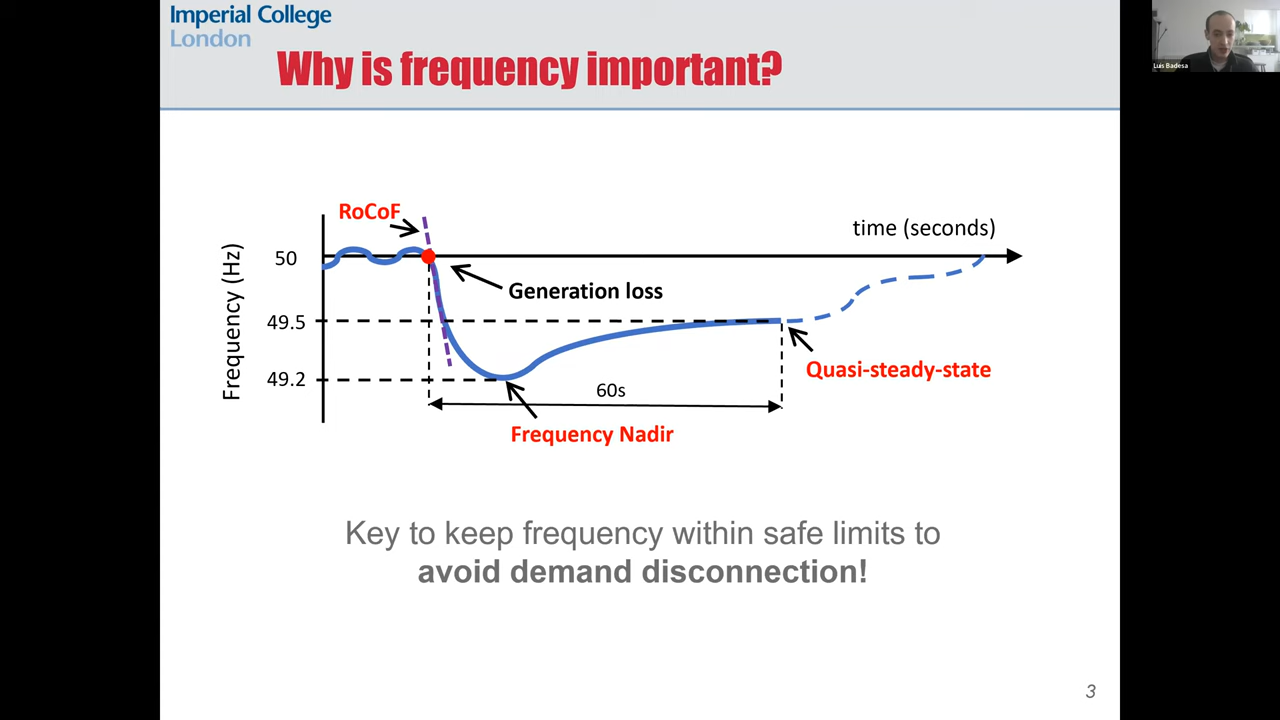 Imperial College
London
Why is frequency important?
Luis Badesa
RoCoF
time (seconds)
Frequency (Hz)
50
Generation loss
49.5
49.2
Quasi-steady-state
60s
Frequency Nadir
Key to keep frequency within safe limits to
avoid demand disconnection!
3